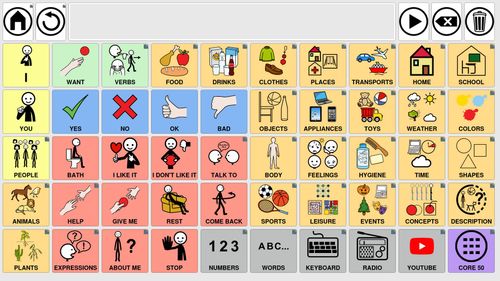 I
WANT
VERBS
FOOD
DRINKS
CLOTHES
PLACES
TRANSPORTS
HOME
SCHOOL
YOU
YES
NO
OK
BAD
OBJECTS
APPLIANCES
TOYS
WEATHER
COLORS
PEOPLE
BATH
I LIKE IT
I DON'T LIKE IT
TALK TO
BODY
FEELINGS
HYGIENE
TIME
SHAPES
ANIMALS
HELP
GIVE ME
REST
COME BACK
SPORTS
LEISURE
EVENTS
CONCEPTS
DESCRIPTION
PLANTS
EXPRESSIONS
ABOUT ME
STOP
1 2 3
NUMBERS
ABC...
WORDS
KEYBOARD
RADIO
YOUTUBE
CORE 50